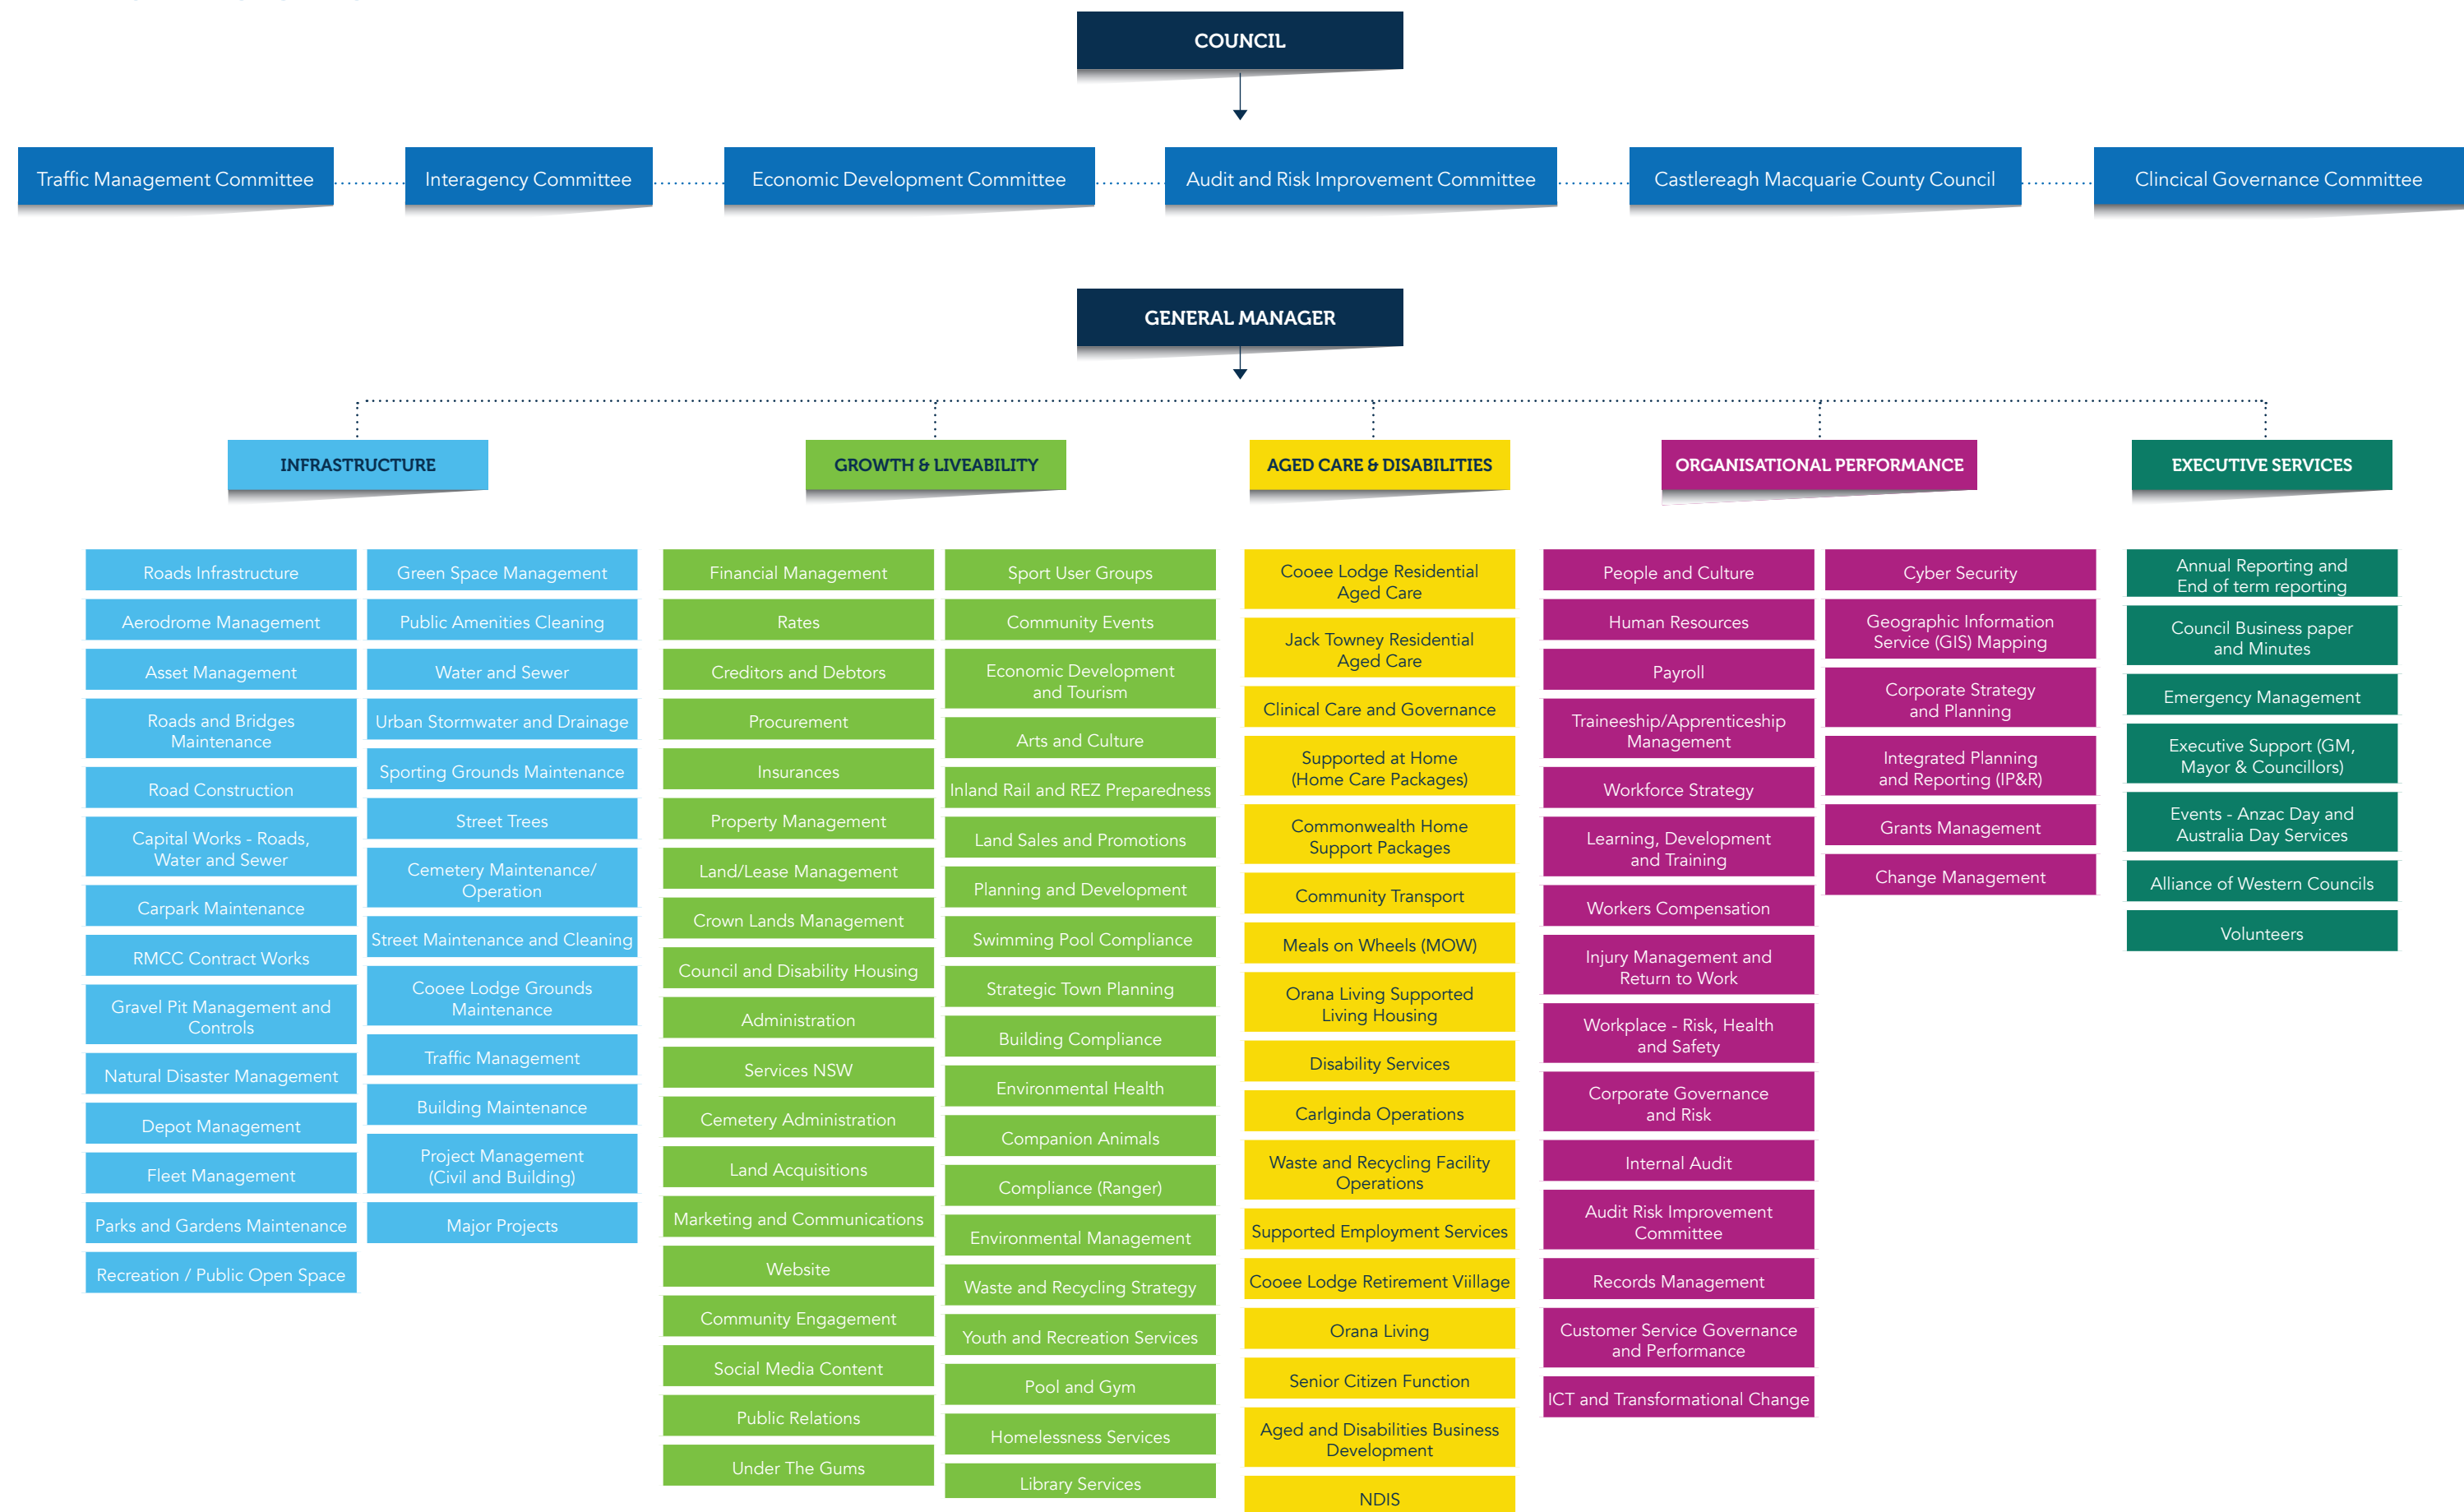 COUNCIL
Traffic Management Committee
Interagency Committee
Economic Development Committee
Audit and Risk Improvement Committee
Castlereagh Macquarie County Council
Clincical Governance Committee
GENERAL MANAGER
INFRASTRUCTURE
GROWTH & LIVEABILITY
AGED CARE & DISABILITIES
ORGANISATIONAL PERFORMANCE
EXECUTIVE SERVICES
Roads Infrastructure
Aerodrome Management
Asset Management
Roads and Bridges
Maintenance
Road Construction
Capital Works - Roads,
Water and Sewer
Carpark Maintenance
RMCC Contract Works
Gravel Pit Management and
Controls
Natural Disaster Management
Depot Management
Fleet Management
Parks and Gardens Maintenance
Recreation / Public Open Space
Green Space Management
Public Amenities Cleaning
Water and Sewer
Urban Stormwater and Drainage
Sporting Grounds Maintenance
Street Trees
Cemetery Maintenance/
Operation
Street Maintenance and Cleaning
Cooee Lodge Grounds
Maintenance
Traffic Management
Building Maintenance
Project Management
(Civil and Building)
Major Projects
Financial Management
Rates
Creditors and Debtors
Procurement
Insurances
Property Management
Land/Lease Management
Crown Lands Management
Council and Disability Housing
Administration
Services NSW
Cemetery Administration
Land Acquisitions
Marketing and Communications
Website
Community Engagement
Social Media Content
Public Relations
Under The Gums
Sport User Groups
Community Events
Economic Development
and Tourism
Arts and Culture
Inland Rail and REZ Preparedness
Land Sales and Promotions
Planning and Development
Swimming Pool Compliance
Strategic Town Planning
Building Compliance
Environmental Health
Companion Animals
Compliance (Ranger)
Environmental Management
Waste and Recycling Strategy
Youth and Recreation Services
Pool and Gym
Homelessness Services
Library Services
Cooee Lodge Residential
Aged Care
Jack Towney Residential
Aged Care
Clinical Care and Governance
Supported at Home
(Home Care Packages)
Commonwealth Home
Support Packages
Community Transport
Meals on Wheels (MOW)
Orana Living Supported
Living Housing
Disability Services
Carlginda Operations
Waste and Recycling Facility
Operations
Supported Employment Services
Cooee Lodge Retirement Viillage
Orana Living
Senior Citizen Function
Aged and Disabilities Business
Development
NDIS
People and Culture
Human Resources
Payroll
Traineeship/Apprenticeship
Management
Workforce Strategy
Learning, Development
and Training
Workers Compensation
Injury Management and
Return to Work
Workplace - Risk, Health
and Safety
Corporate Governance
and Risk
Internal Audit
Audit Risk Improvement
Committee
Records Management
Customer Service Governance
and Performance
ICT and Transformational Change
Cyber Security
Geographic Information
Service (GIS) Mapping
Corporate Strategy
and Planning
Integrated Planning
and Reporting (IP&R)
Grants Management
Change Management
Annual Reporting and
End of term reporting
Council Business paper
and Minutes
Emergency Management
Executive Support (GM,
Mayor & Councillors)
Events - Anzac Day and
Australia Day Services
Alliance of Western Councils
Volunteers